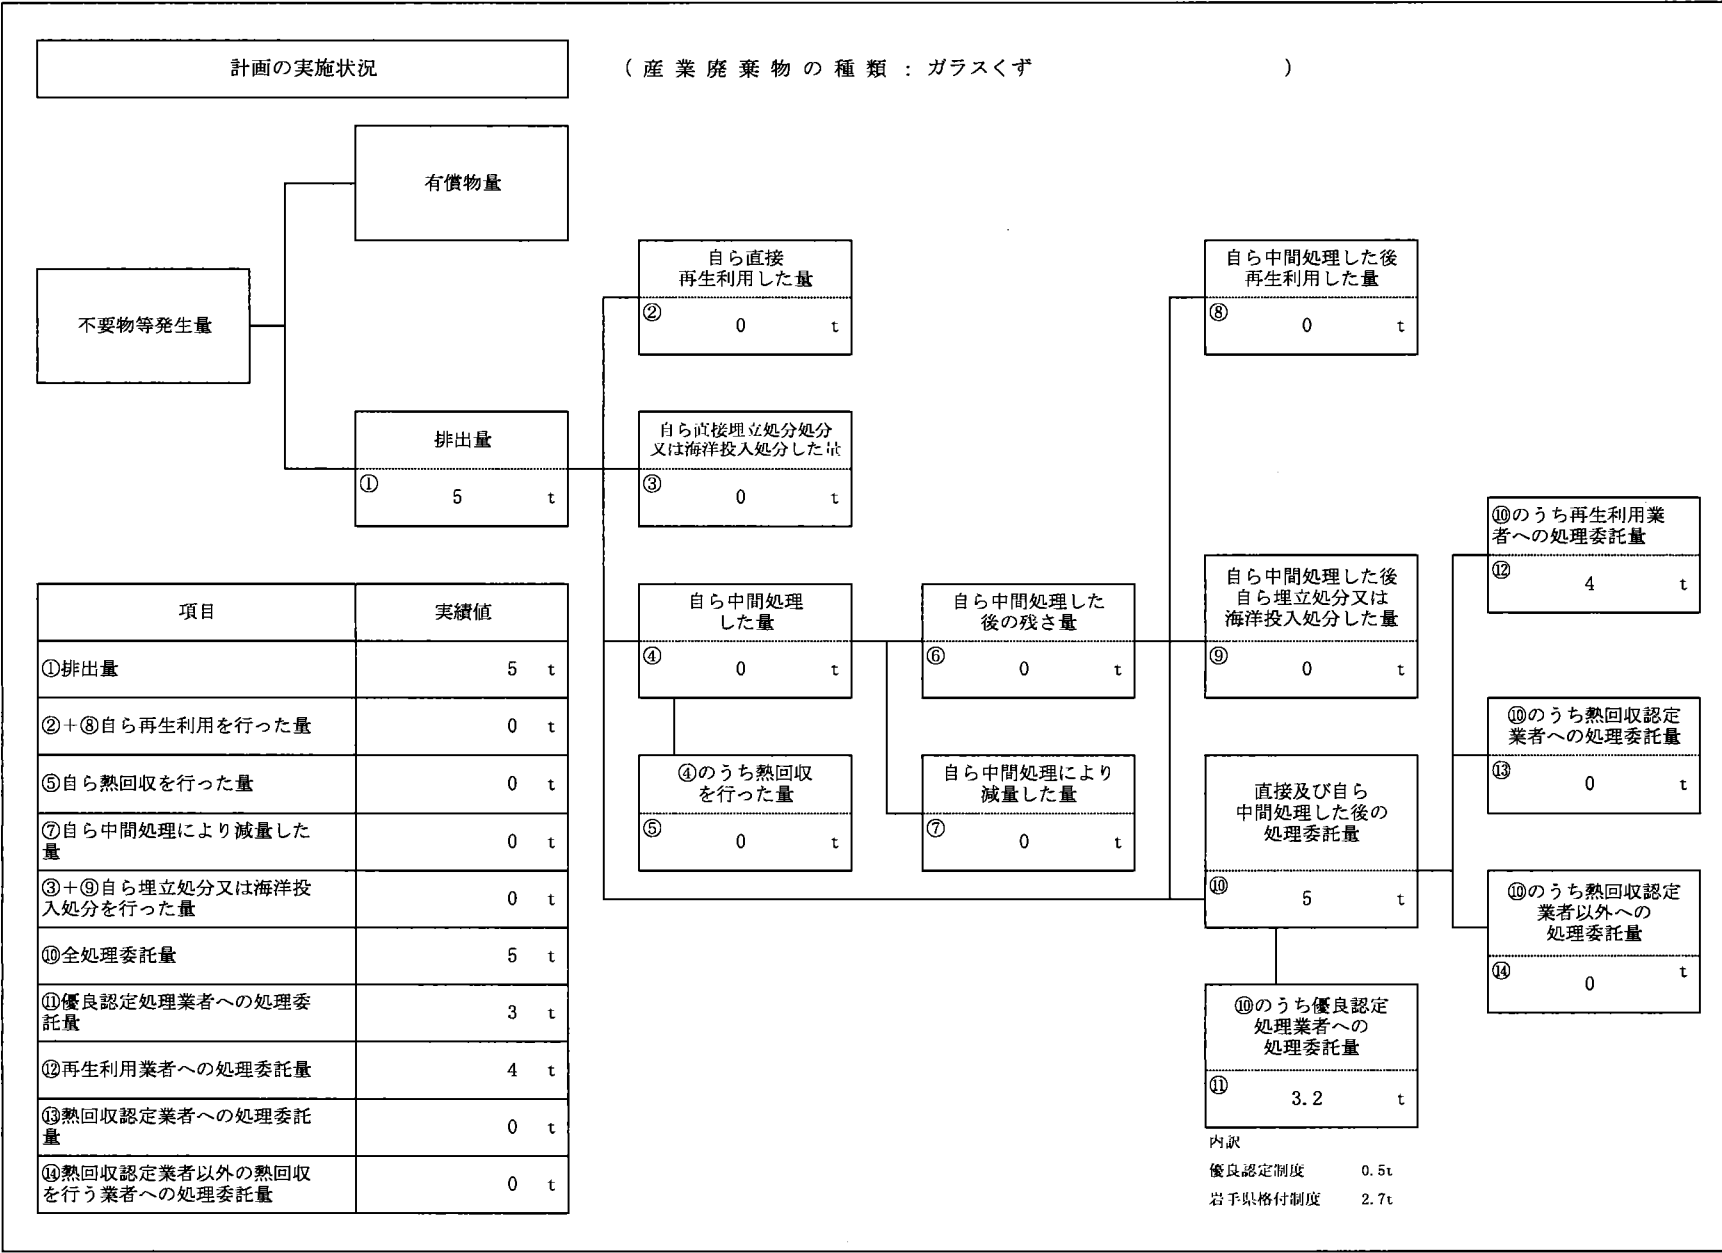 計画の実施状況
（産業廃棄物の種類：ガラスくず　）
有償物量
不要物等発生量
排出量
① 5 t
自ら直接
再生利用した量
② 0 t
自ら直接埋立処分処分
又は海洋投入処分した量
③ 0 t
自ら中間処理
した量
④ 0 t
④のうち熱回収
を行った量
⑤ 0 t
自ら中間処理した
後の残さ量
⑥ 0 t
自ら中間処理により
減量した量
⑦ 0 t
自ら中間処理した後
再生利用した量
⑧ 0 t
自ら中間処理した後
自ら埋立処分又は
海洋投入処分した量
⑨ 0 t
直接及び自ら
中間処理した後の
処理委託量
⑩ 5 t
⑩のうち優良認定
処理業者への
処理委託量
⑪ 3.2 t
内訳
優良認定制度 0.5t
岩手県格付制度 2.7t
⑩のうち再生利用業
者への処理委託量
⑫ 4 t
⑩のうち熱回収認定
業者への処理委託量
⑬ 0 t
⑩のうち熱回収認定
業者以外への
処理委託量
⑭ 0 t
項目 実績値
①排出量 5 t
②＋⑧自ら再生利用を行った量 0 t
⑤自ら熱回収を行った量 0 t
⑦自ら中間処理により減量した
量 0 t
③＋⑨自ら埋立処分又は海洋投
入処分を行った量 0 t
⑩全処理委託量 5 t
⑪優良認定処理業者への処理委
託量 3 t
⑫再生利用業者への処理委託量 4 t
⑬熱回収認定業者への処理委託
量 0 t
⑭熱回収認定業者以外の熱回収
を行う業者への処理委託量 0 t